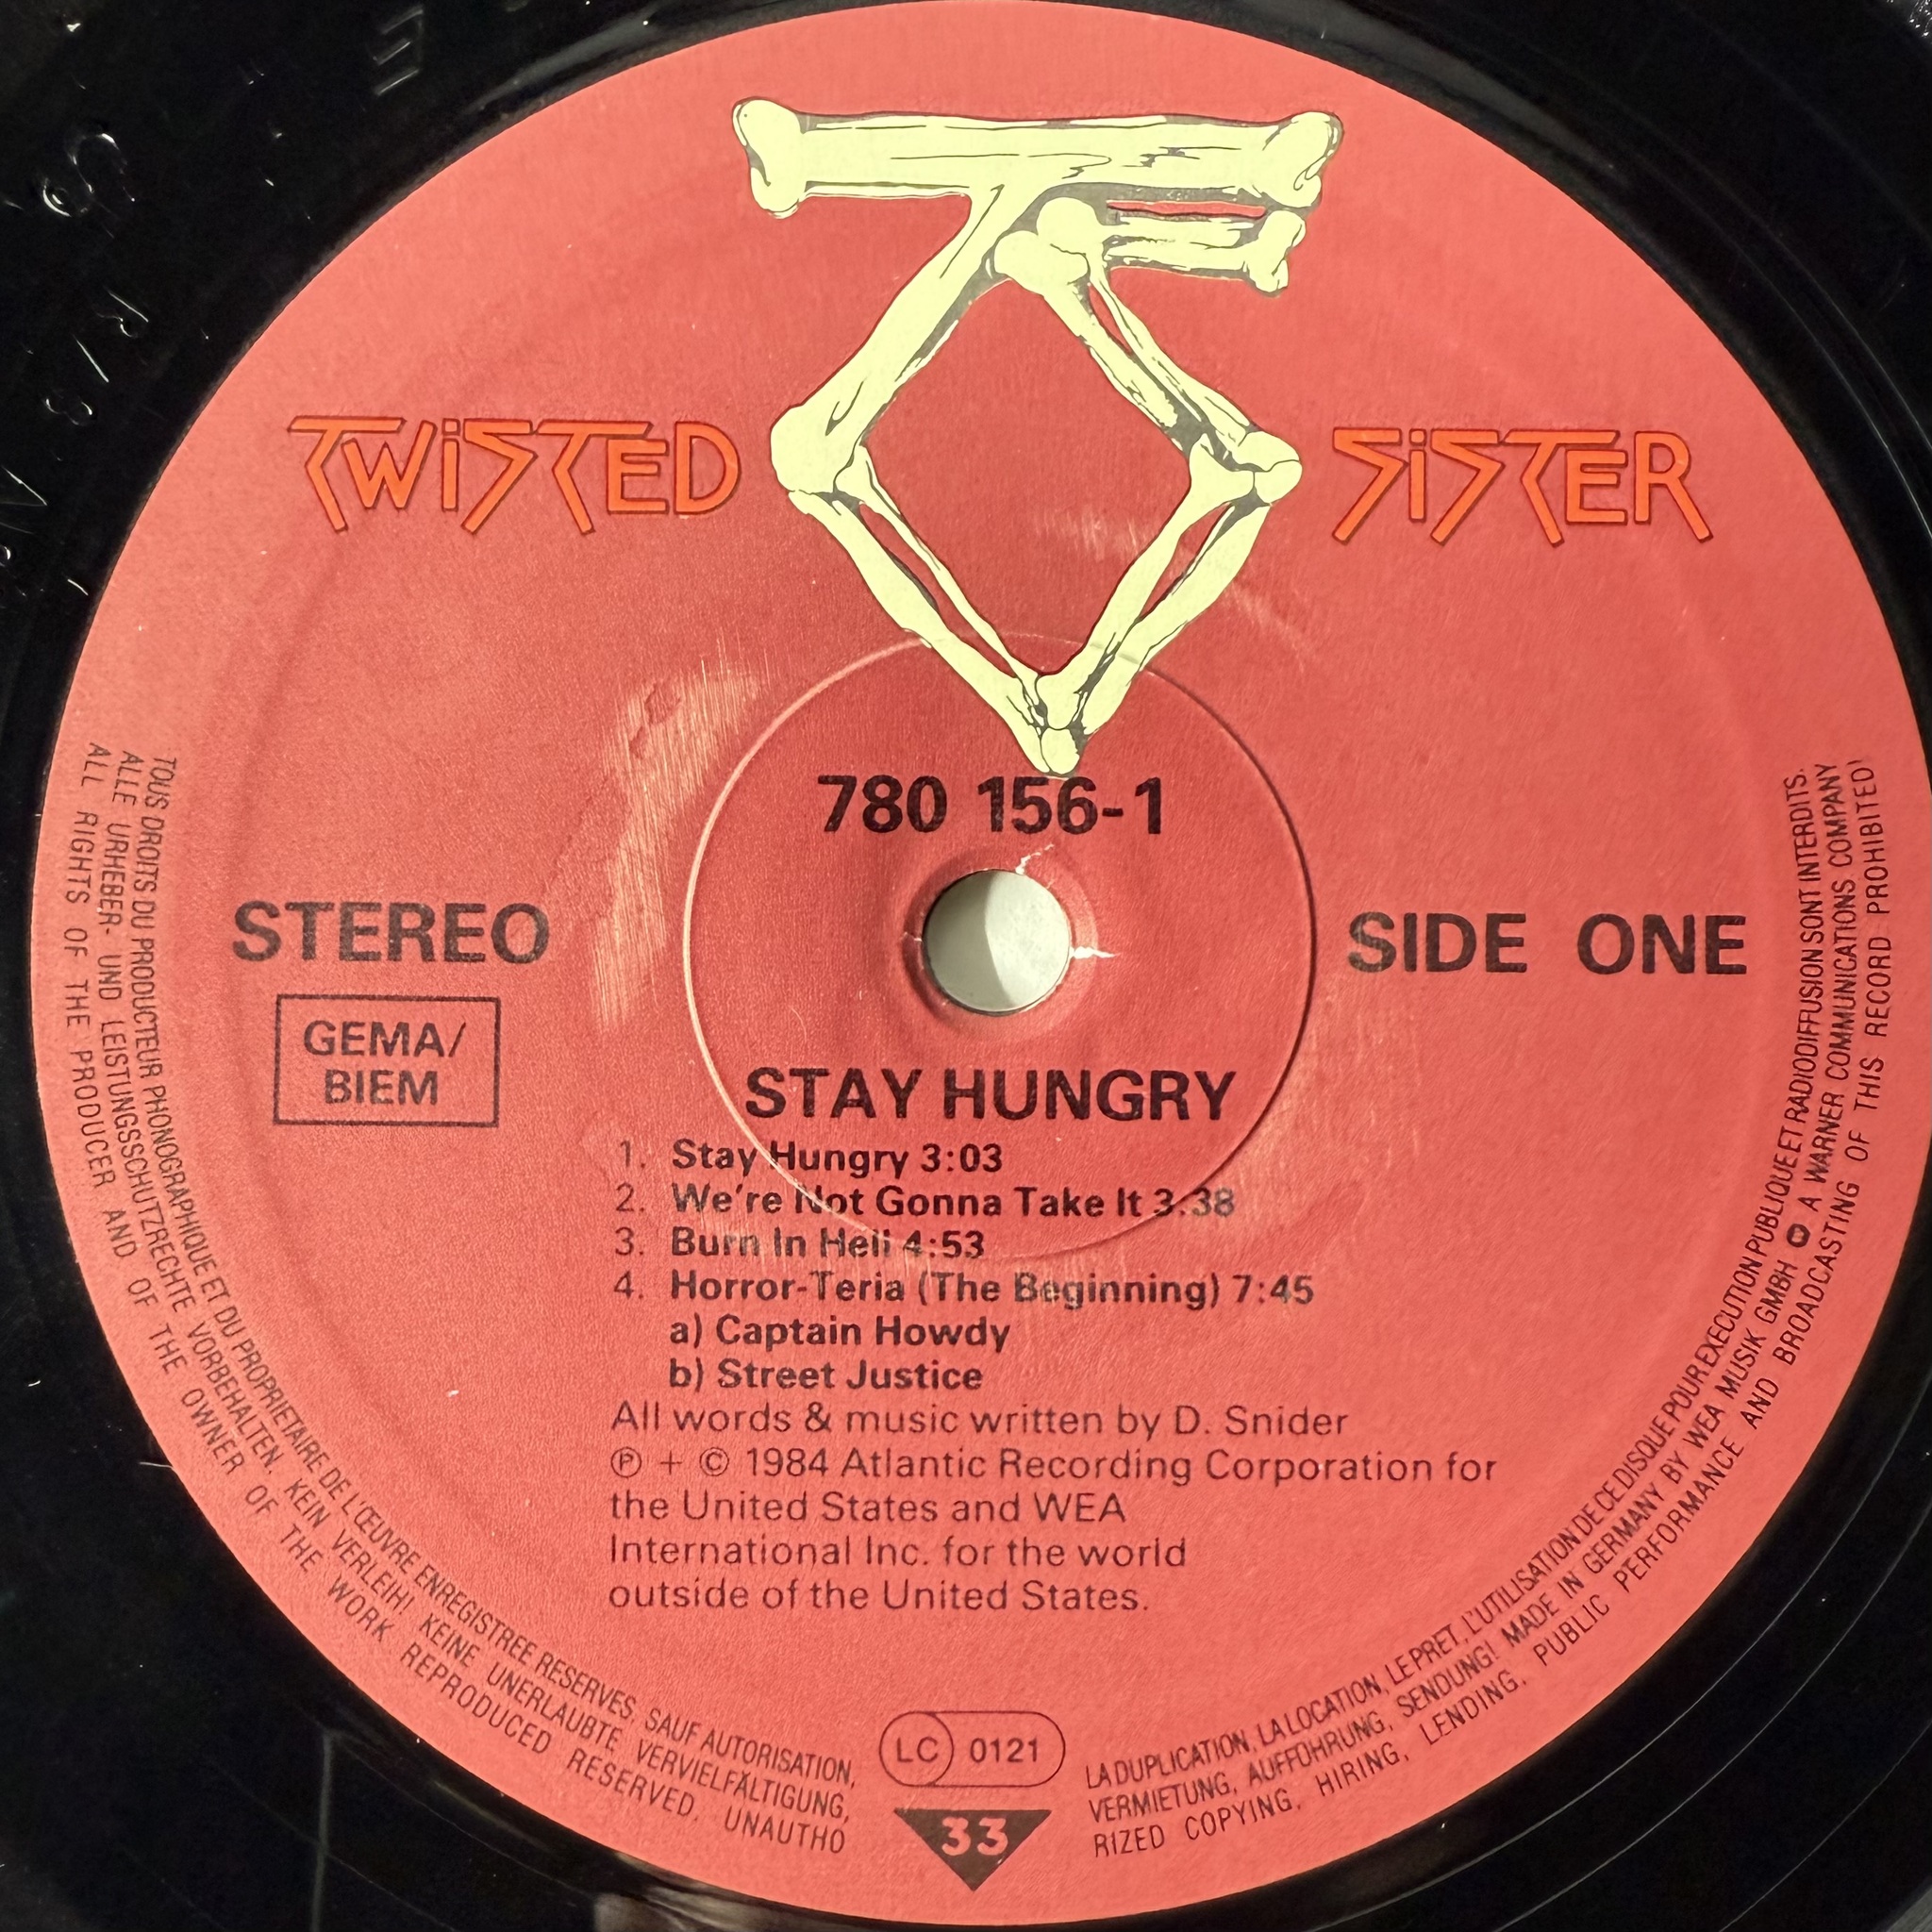 TWiSTED SiSTER
780 156-1
STEREO
SIDE ONE
GEMA/
BIEM
STAY HUNGRY
1. Stay Hungry 3:03
2. We're Not Gonna Take It 3:38
3. Burn In Hell 4:53
4. Horror-Teria (The Beginning) 7:45
a) Captain Howdy
b) Street Justice
All words & music written by D. Snider
℗ + © 1984 Atlantic Recording Corporation for
the United States and WEA
International Inc. for the world
outside of the United States.
LC 0121
33
TOUS DROITS DU PRODUCTEUR PHONOGRAPHIQUE ET DU PROPRIETAIRE DE L'ŒUVRE ENREGISTREE RESERVES. SAUF AUTORISATION, LA DUPLICATION, LA LOCATION, LE PRET, L'UTILISATION DE CE DISQUE POUR EXECUTION PUBLIQUE ET RADIODIFFUSION SONT INTERDITS.
ALLE URHEBER- UND LEISTUNGSSCHUTZRECHTE VORBEHALTEN. KEIN VERLEIH! KEINE UNERLAUBTE VERVIELFÄLTIGUNG, VERMIETUNG, AUFFÜHRUNG, SENDUNG! MADE IN GERMANY BY WEA MUSIK GMBH A WARNER COMMUNICATIONS COMPANY
ALL RIGHTS OF THE PRODUCER AND OF THE OWNER OF THE WORK REPRODUCED RESERVED. UNAUTHO RIZED COPYING, HIRING, LENDING, PUBLIC PERFORMANCE AND BROADCASTING OF THIS RECORD PROHIBITED!